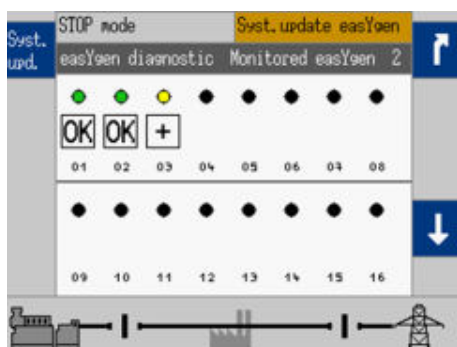 STOP mode
Syst. update easYgen
Syst.
upd.
easYgen diagnostic Monitored easYgen 2
OK OK +
01 02 03 04 05 06 07 08
09 10 11 12 13 14 15 16